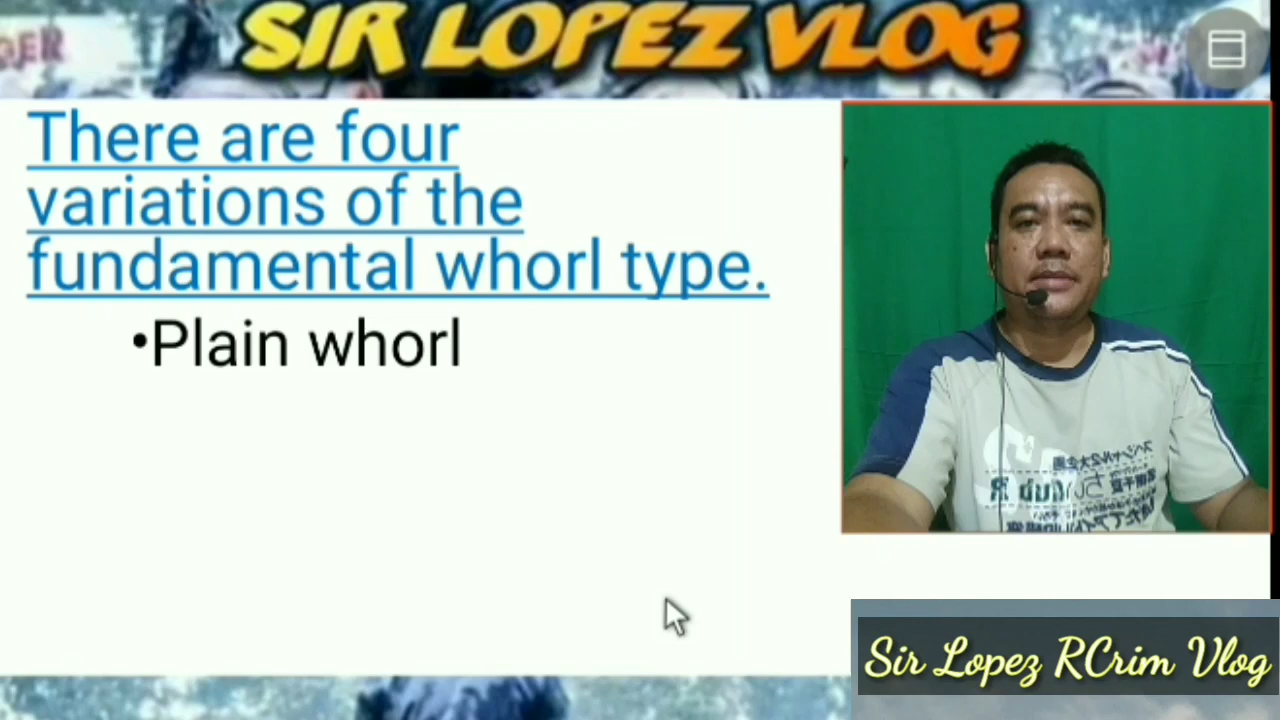 SIR LOPEZ VLOG
There are four
variations of the
fundamental whorl type.
•Plain whorl
Sir Lopez RCrim Vlog